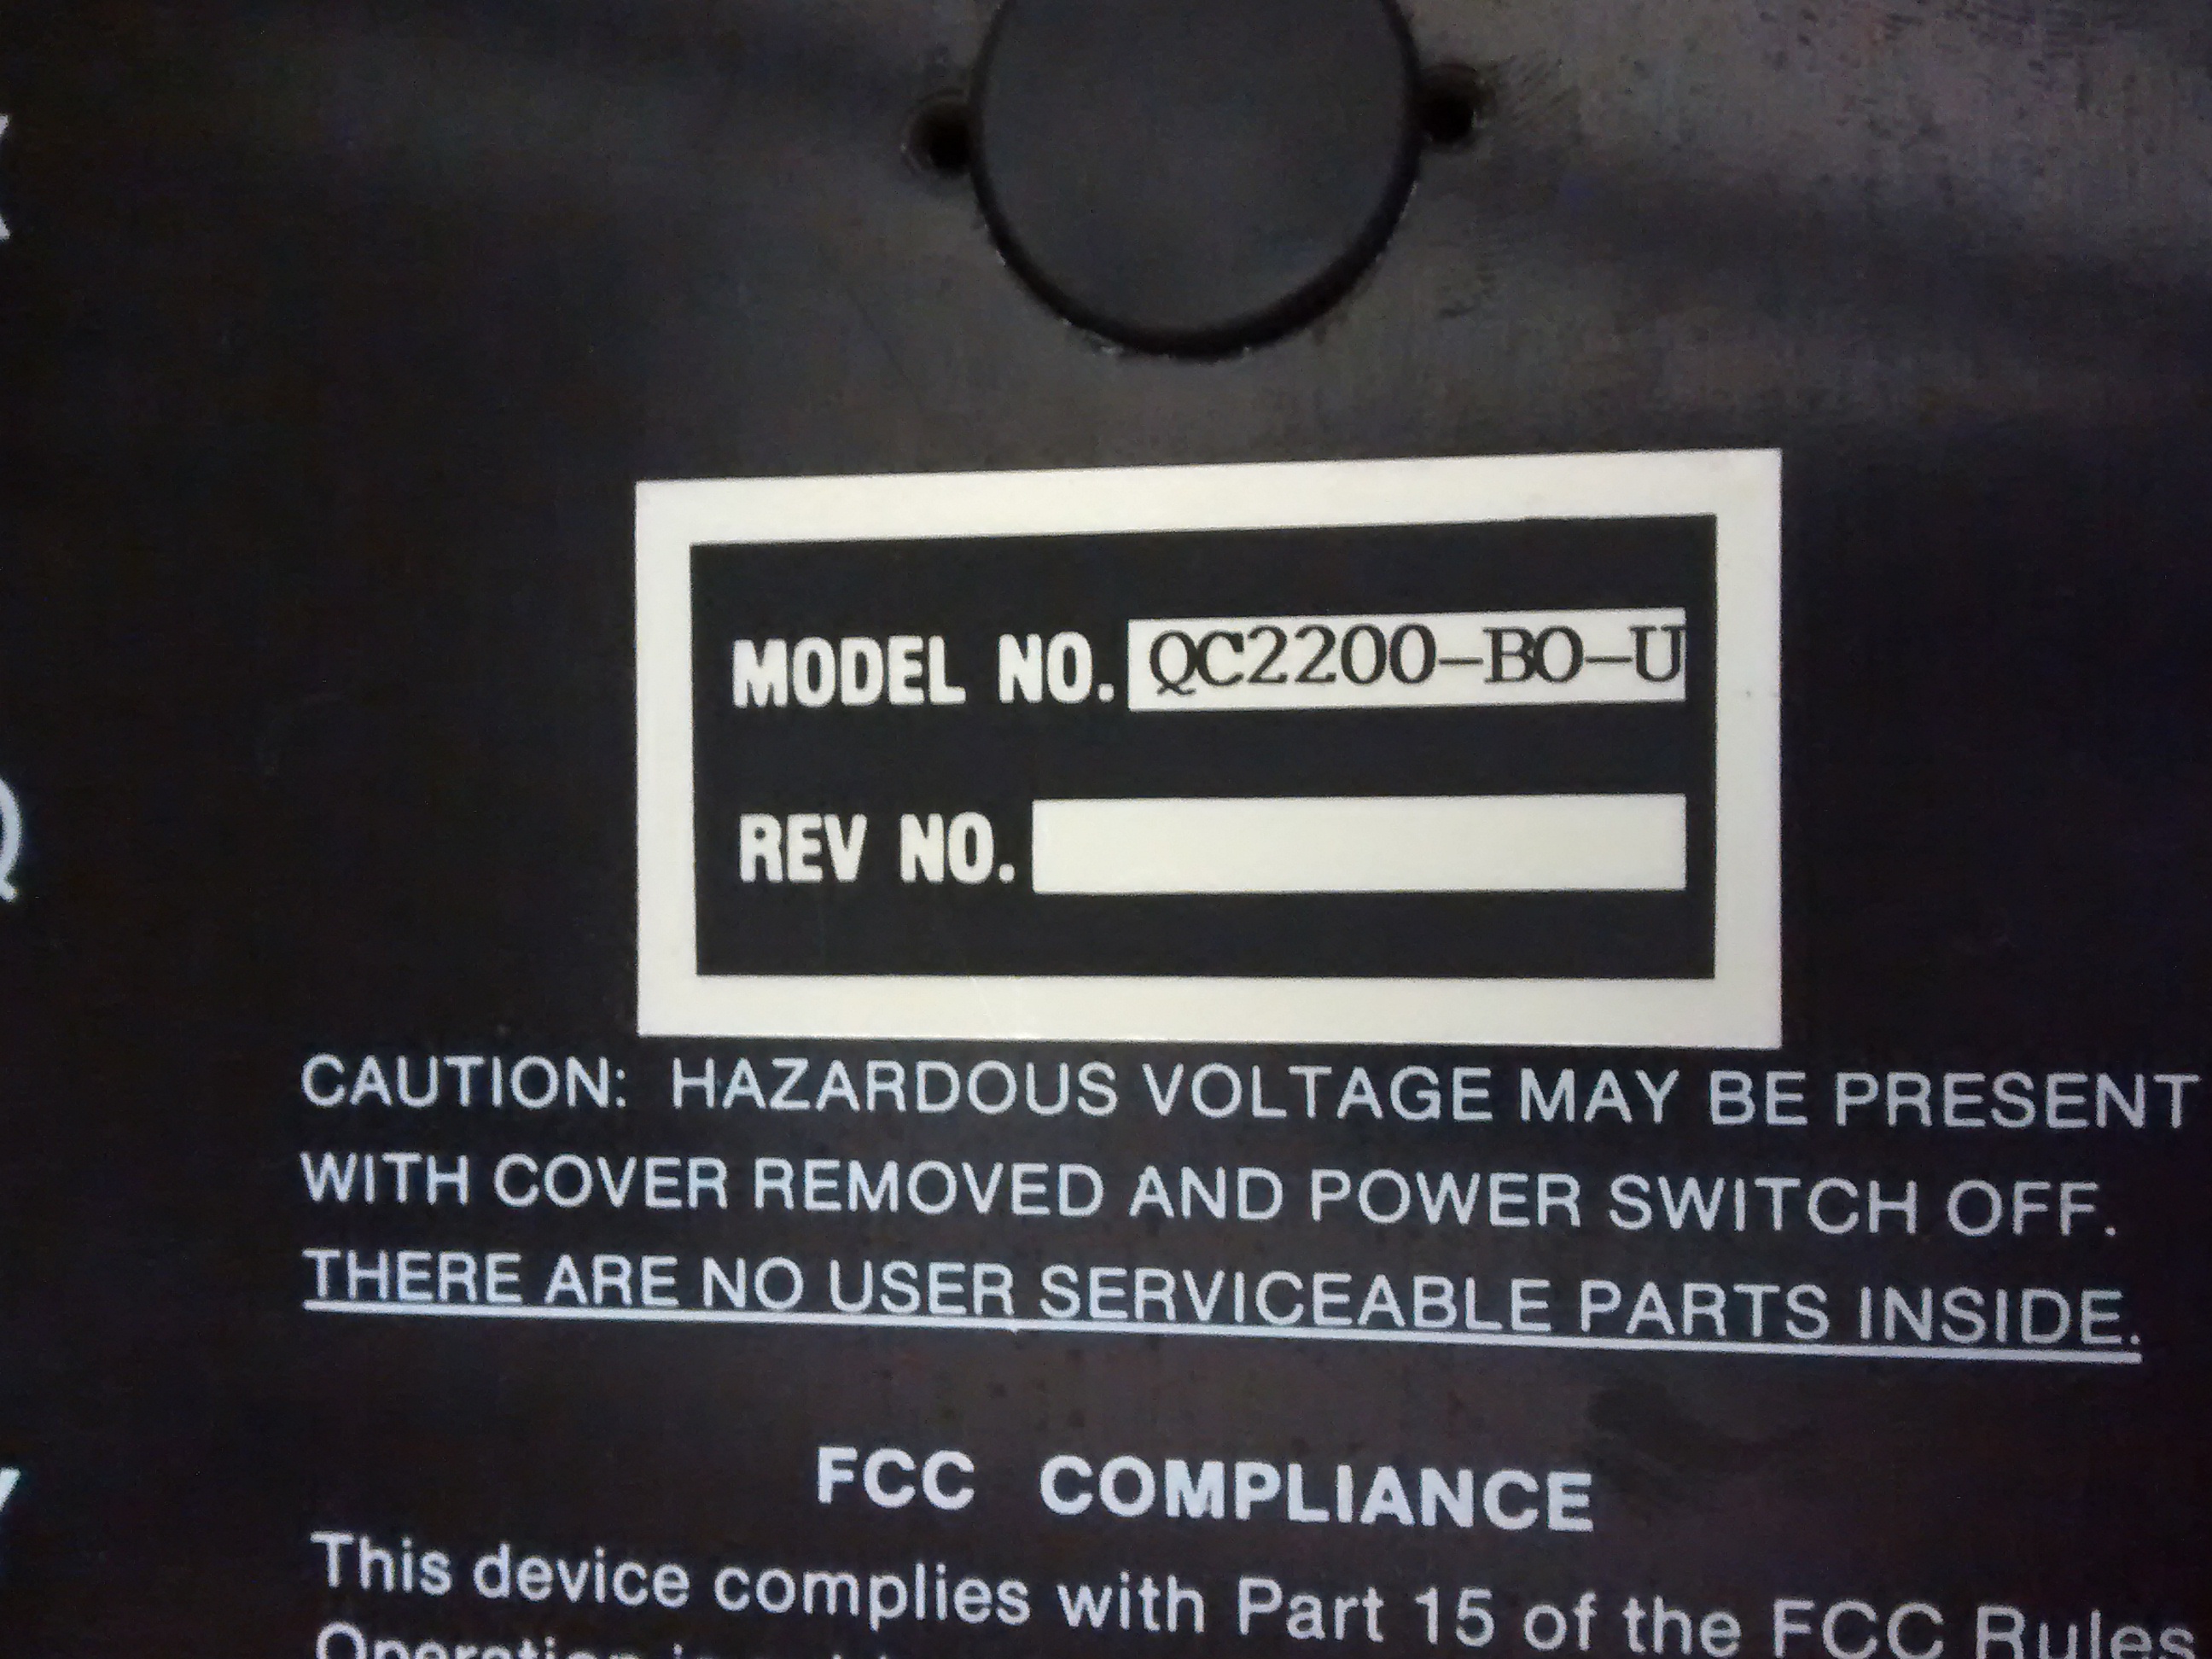 MODEL NO. QC2200-BO-U
REV NO.
CAUTION: HAZARDOUS VOLTAGE MAY BE PRESENT
WITH COVER REMOVED AND POWER SWITCH OFF.
THERE ARE NO USER SERVICEABLE PARTS INSIDE.
FCC COMPLIANCE
This device complies with Part 15 of the FCC Rules
Operation